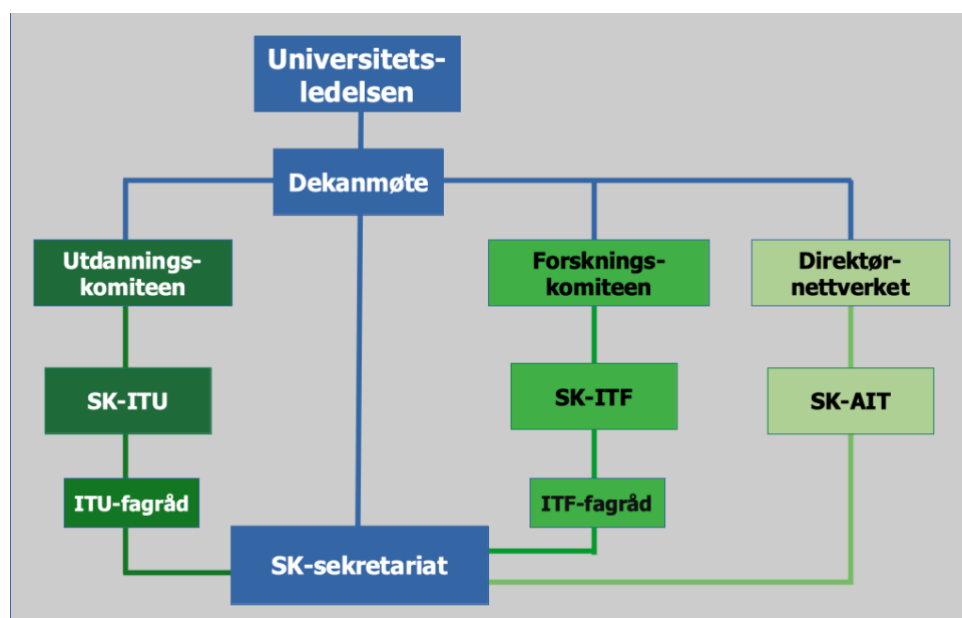 Universitets-
ledelsen
Dekanmøte
Utdannings-
komiteen
Forsknings-
komiteen
Direktør-
nettverket
SK-ITU
SK-ITF
SK-AIT
ITU-fagråd
ITF-fagråd
SK-sekretariat